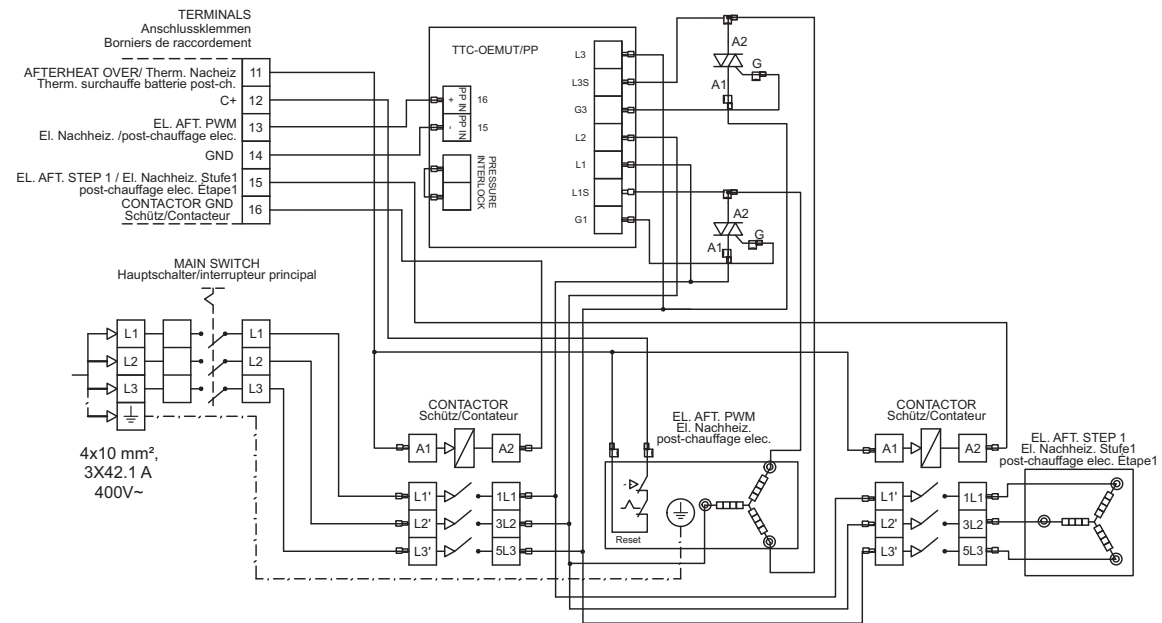 TERMINALS
Anschlussklemmen
Borniers de raccordement
AFTERHEAT OVER/ Therm. Nacheiz
Therm. surchauffe batterie post-ch.
11
C+
12
EL. AFT. PWM
El. Nachheiz. /post-chauffage elec.
13
GND
14
EL. AFT. STEP 1 / El. Nachheiz. Stufe1
post-chauffage elec. Étape1
15
CONTACTOR GND
Schütz/Contacteur
16
TTC-OEMUT/PP
+
PP IN
16
-
PP IN
15
PRESSURE
INTERLOCK
L3
L3S
G3
L2
L1
L1S
G1
A2
G
A1
A2
G
A1
MAIN SWITCH
Hauptschalter/interrupteur principal
L1
L1
L2
L2
L3
L3
4x10 mm²,
3X42.1 A
400V~
CONTACTOR
Schütz/Contateur
A1
A2
L1'
1L1
L2'
3L2
L3'
5L3
EL. AFT. PWM
El. Nachheiz.
post-chauffage elec.
Reset
CONTACTOR
Schütz/Contateur
A1
A2
L1'
1L1
L2'
3L2
L3'
5L3
EL. AFT. STEP 1
El. Nachheiz. Stufe1
post-chauffage elec. Étape1